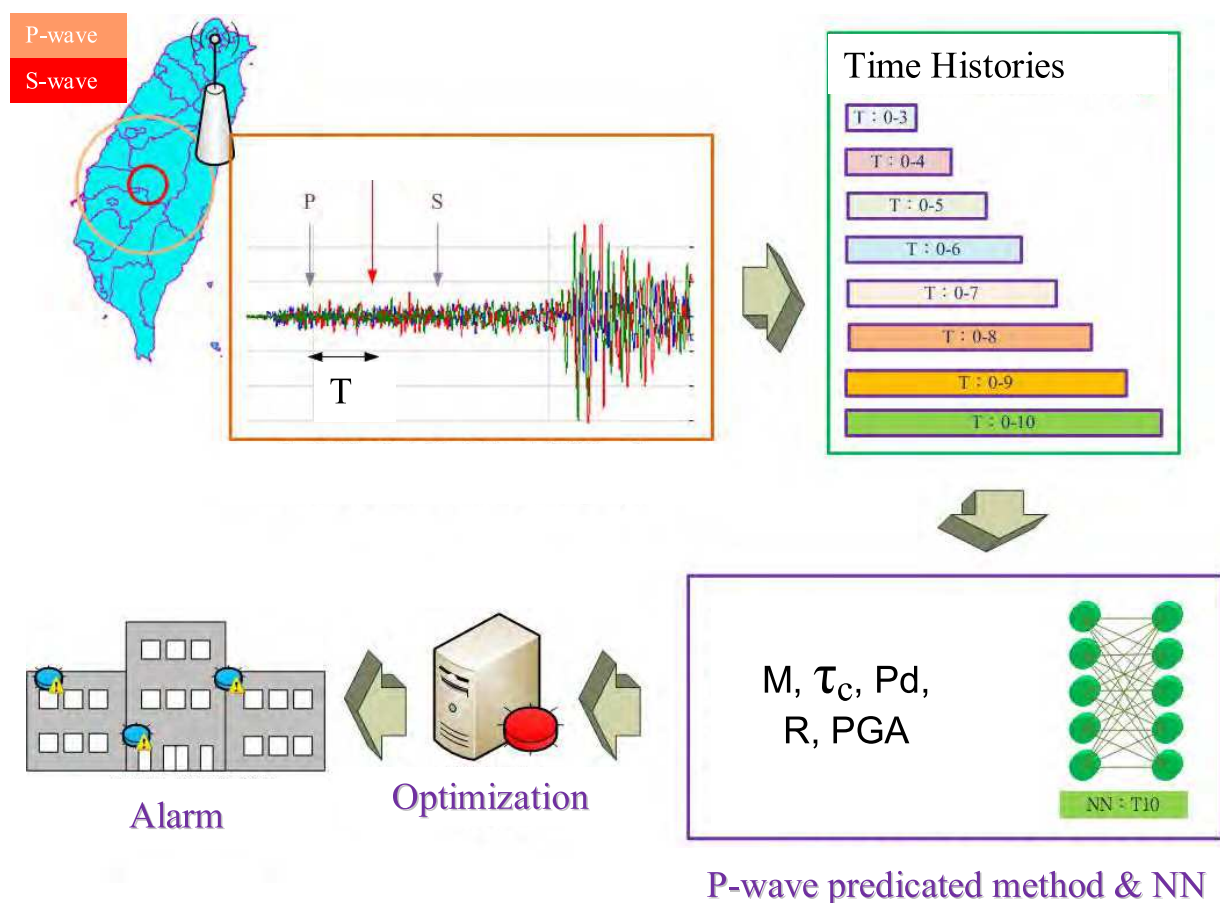 P-wave
S-wave
P
S
T
Time Histories
T:0-3
T:0-4
T:0-5
T:0-6
T:0-7
T:0-8
T:0-9
T:0-10
M, τc, Pd,
R, PGA
NN:T10
P-wave predicated method & NN
Optimization
Alarm